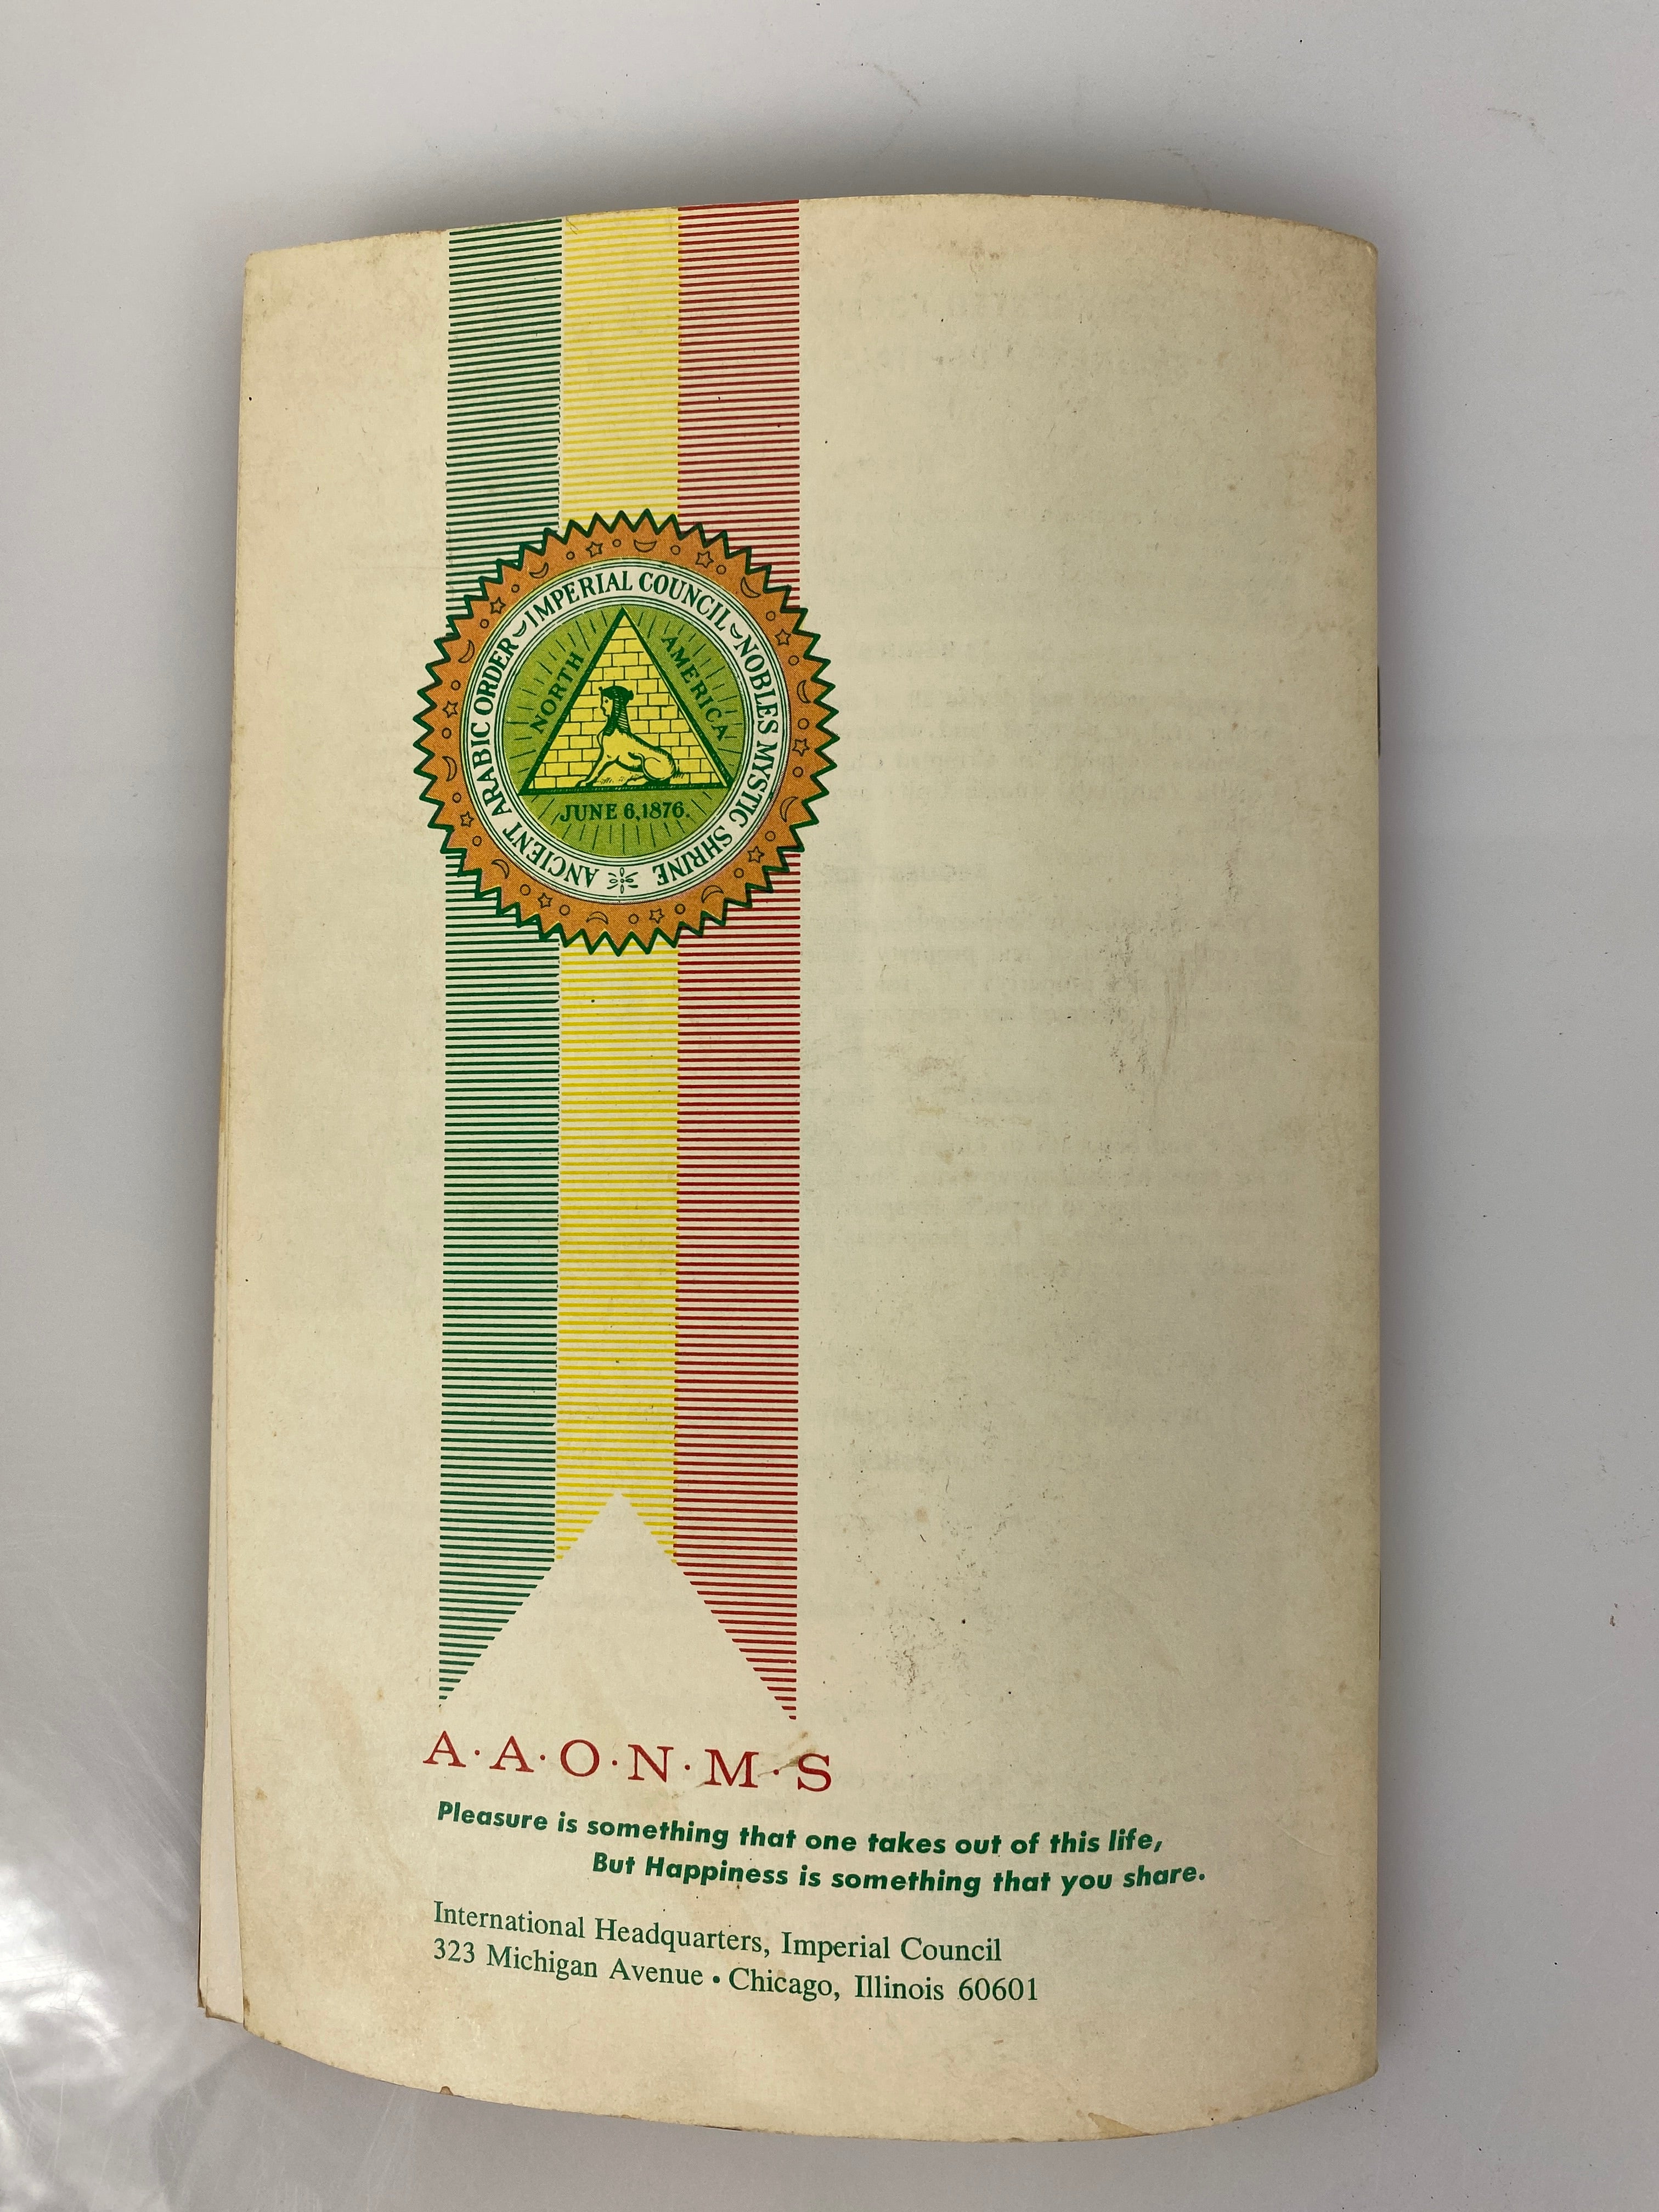 ANCIENT ARABIC ORDER IMPERIAL COUNCIL NOBLES MYSTIC SHRINE
NORTH AMERICA
JUNE 6, 1876.
A·A·O·N·M·S
Pleasure is something that one takes out of this life,
But Happiness is something that you share.
International Headquarters, Imperial Council
323 Michigan Avenue • Chicago, Illinois 60601